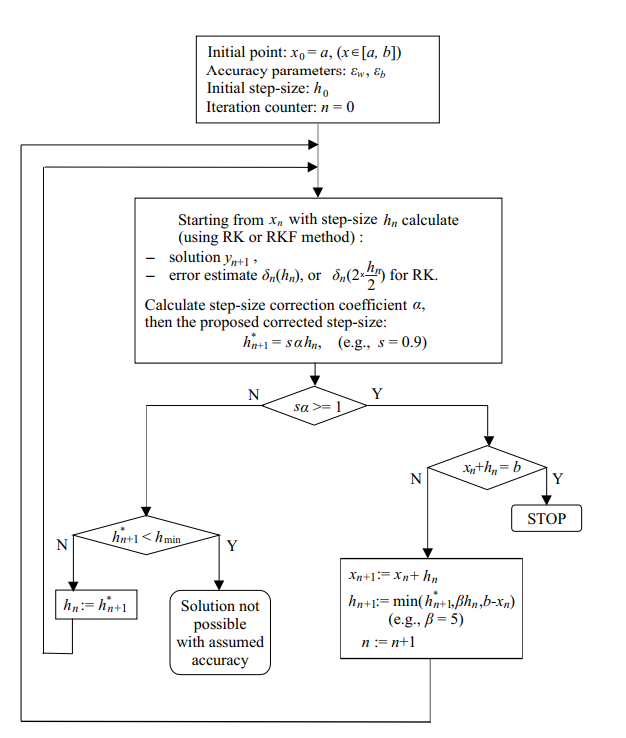 Initial point: x₀ = a, (x∈[a, b])
Accuracy parameters: εw, εb
Initial step-size: h₀
Iteration counter: n = 0
Starting from xₙ with step-size hₙ calculate
(using RK or RKF method) :
– solution yₙ₊₁ ,
– error estimate δₙ(hₙ), or δₙ(2×hₙ/2) for RK.
Calculate step-size correction coefficient α,
then the proposed corrected step-size:
h*ₙ₊₁ = sαhₙ, (e.g., s = 0.9)
N
sα >= 1
Y
N
xₙ+hₙ = b
Y
STOP
N
h*ₙ₊₁ < hmin
Y
hₙ := h*ₙ₊₁
Solution not
possible
with assumed
accuracy
xₙ₊₁:= xₙ+ hₙ
hₙ₊₁:= min(h*ₙ₊₁,βhₙ,b-xₙ)
(e.g., β = 5)
n := n+1